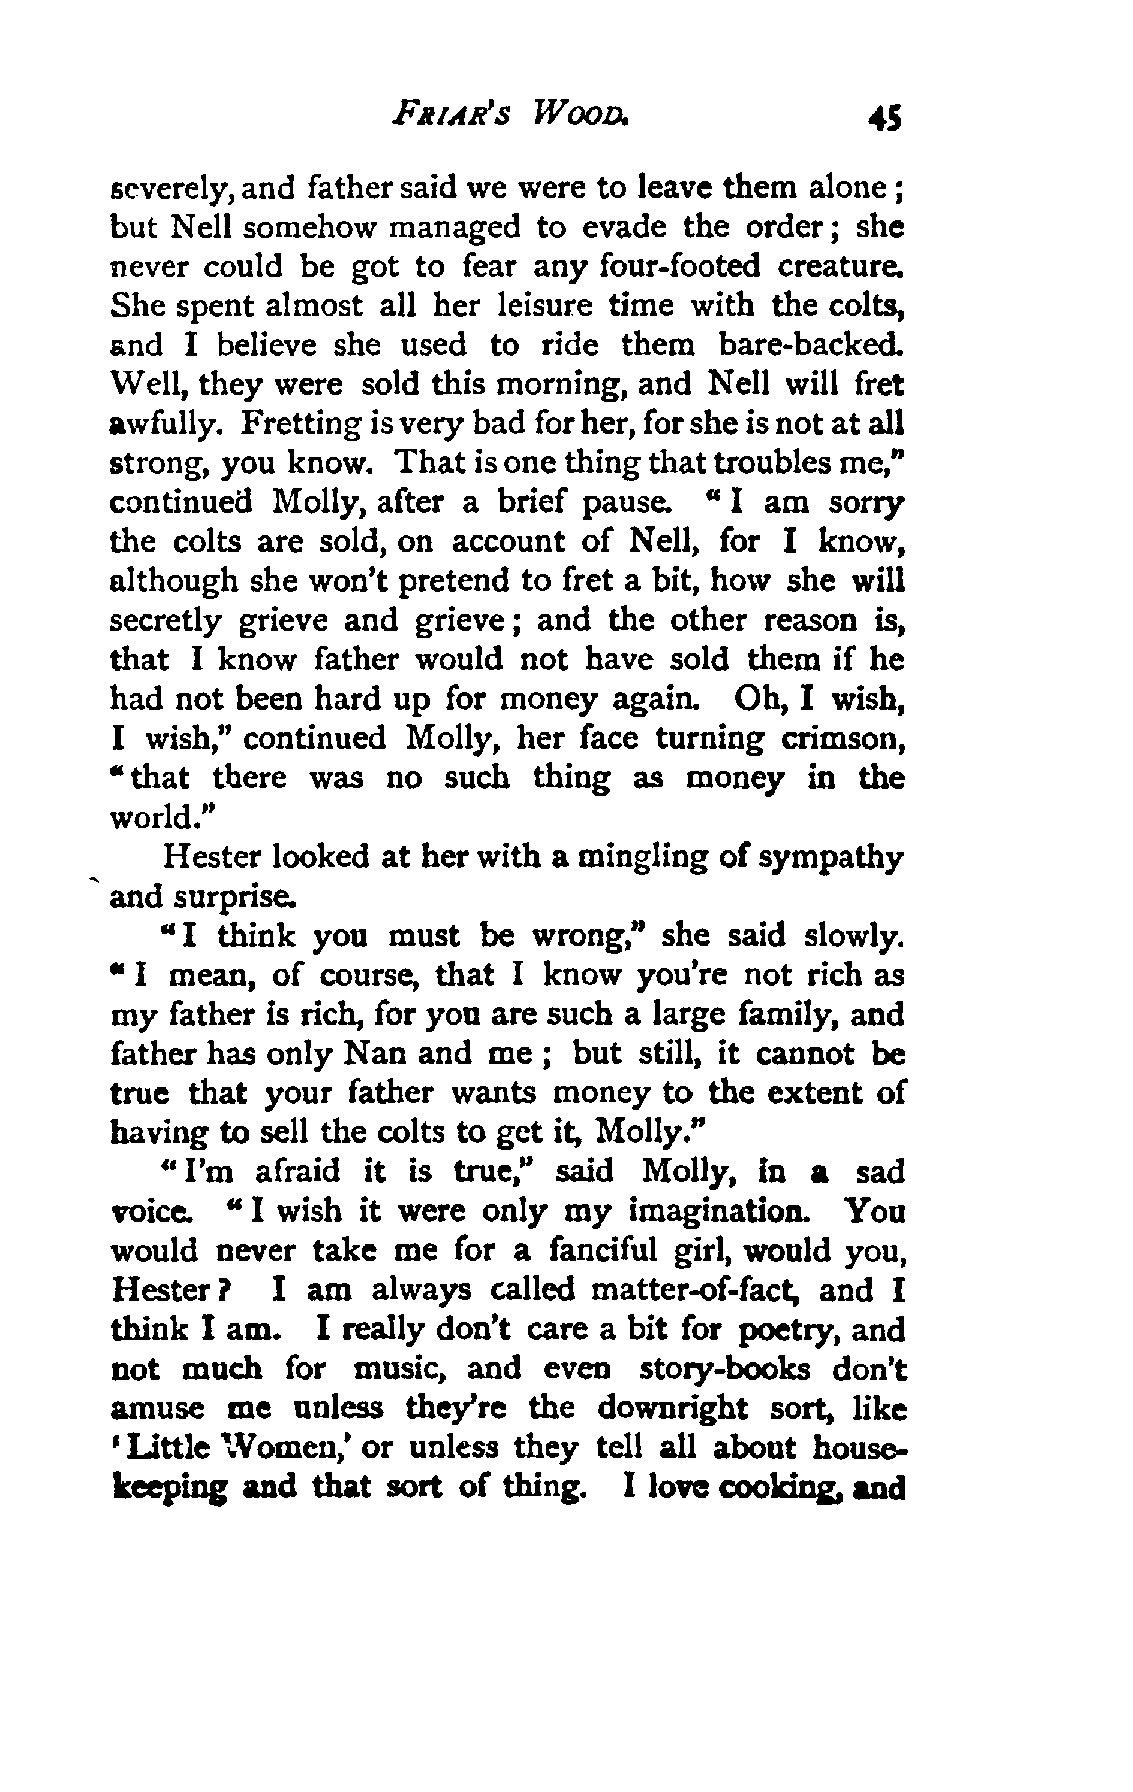 FRIAR'S WOOD. 45
severely, and father said we were to leave them alone;
but Nell somehow managed to evade the order; she
never could be got to fear any four-footed creature.
She spent almost all her leisure time with the colts,
and I believe she used to ride them bare-backed.
Well, they were sold this morning, and Nell will fret
awfully. Fretting is very bad for her, for she is not at all
strong, you know. That is one thing that troubles me,"
continued Molly, after a brief pause. "I am sorry
the colts are sold, on account of Nell, for I know,
although she won't pretend to fret a bit, how she will
secretly grieve and grieve; and the other reason is,
that I know father would not have sold them if he
had not been hard up for money again. Oh, I wish,
I wish," continued Molly, her face turning crimson,
"that there was no such thing as money in the
world."
Hester looked at her with a mingling of sympathy
and surprise.
"I think you must be wrong," she said slowly.
"I mean, of course, that I know you're not rich as
my father is rich, for you are such a large family, and
father has only Nan and me; but still, it cannot be
true that your father wants money to the extent of
having to sell the colts to get it, Molly."
"I'm afraid it is true," said Molly, in a sad
voice. "I wish it were only my imagination. You
would never take me for a fanciful girl, would you,
Hester? I am always called matter-of-fact, and I
think I am. I really don't care a bit for poetry, and
not much for music, and even story-books don't
amuse me unless they're the downright sort, like
'Little Women,' or unless they tell all about house-
keeping and that sort of thing. I love cooking, and